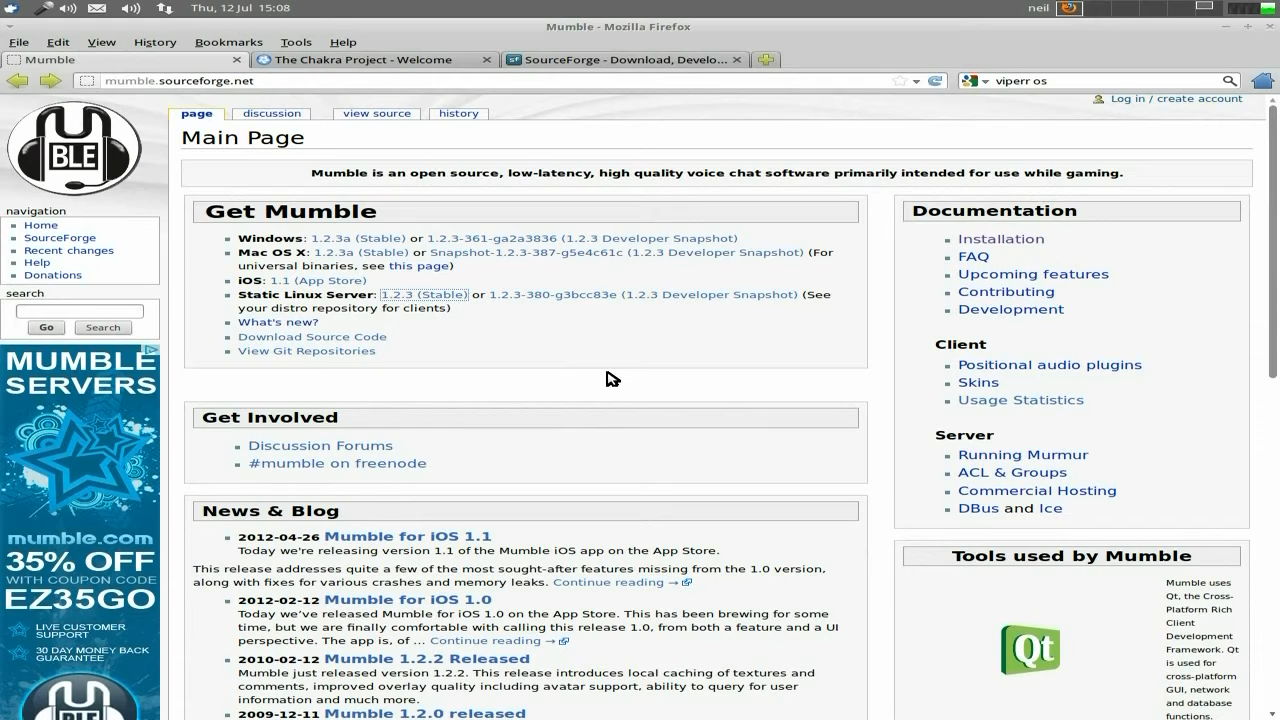 Thu, 12 Jul 15:08
neil
Mumble - Mozilla Firefox
File Edit View History Bookmarks Tools Help
Mumble
The Chakra Project - Welcome
SourceForge - Download, Develo...
mumble.sourceforge.net
viperr os
Log in / create account
page discussion view source history
BLE
Main Page
Mumble is an open source, low-latency, high quality voice chat software primarily intended for use while gaming.
navigation
Home
SourceForge
Recent changes
Help
Donations
search
Go Search
MUMBLE
SERVERS
mumble.com
35% OFF
WITH COUPON CODE
EZ35GO
LIVE CUSTOMER
SUPPORT
30 DAY MONEY BACK
GUARANTEE
BLE
Get Mumble
Windows: 1.2.3a (Stable) or 1.2.3-361-ga2a3836 (1.2.3 Developer Snapshot)
Mac OS X: 1.2.3a (Stable) or Snapshot-1.2.3-387-g5e4c61c (1.2.3 Developer Snapshot) (For
universal binaries, see this page)
iOS: 1.1 (App Store)
Static Linux Server: 1.2.3 (Stable) or 1.2.3-380-g3bcc83e (1.2.3 Developer Snapshot) (See
your distro repository for clients)
What's new?
Download Source Code
View Git Repositories
Get Involved
Discussion Forums
#mumble on freenode
News & Blog
2012-04-26 Mumble for iOS 1.1
Today we're releasing version 1.1 of the Mumble iOS app on the App Store.
This release addresses quite a few of the most sought-after features missing from the 1.0 version,
along with fixes for various crashes and memory leaks. Continue reading →
2012-02-12 Mumble for iOS 1.0
Today we've released Mumble for iOS 1.0 on the App Store. This has been brewing for some
time, but we are finally comfortable with calling this release 1.0, from both a feature and a UI
perspective. The app is, of ... Continue reading →
2010-02-12 Mumble 1.2.2 Released
Mumble just released version 1.2.2. This release introduces local caching of textures and
comments, improved overlay quality including avatar support, ability to query for user
information and much more.
2009-12-11 Mumble 1.2.0 released
Documentation
Installation
FAQ
Upcoming features
Contributing
Development
Client
Positional audio plugins
Skins
Usage Statistics
Server
Running Murmur
ACL & Groups
Commercial Hosting
DBus and Ice
Tools used by Mumble
Qt
Mumble uses
Qt, the Cross-
Platform Rich
Client
Development
Framework. Qt
is used for
cross-platform
GUI, network
and database
functions.